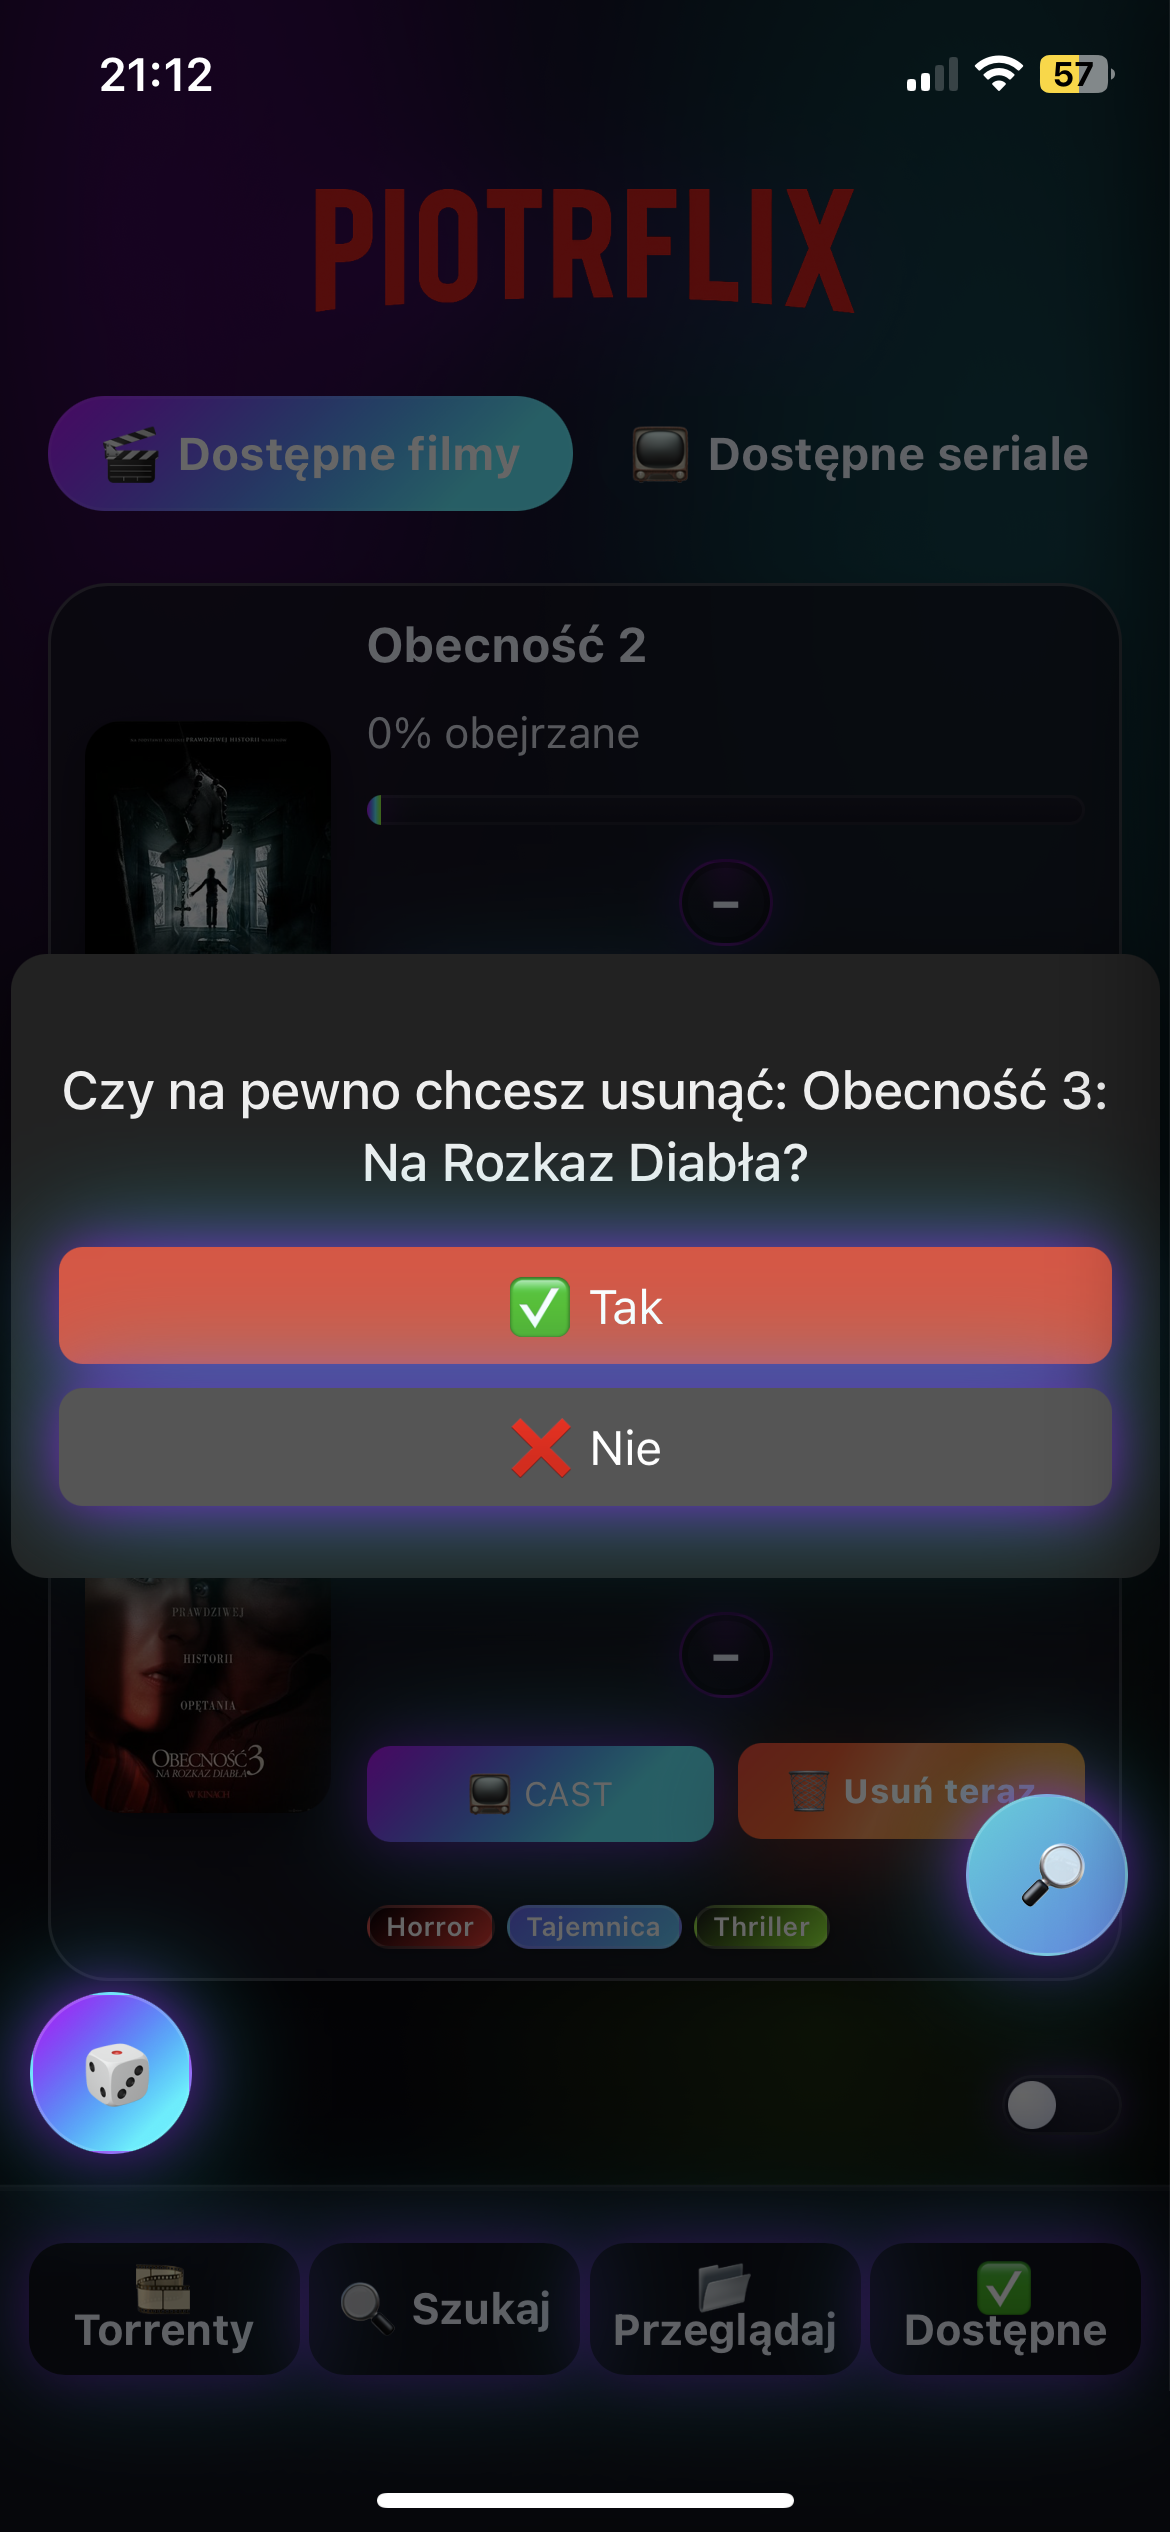 21:12
57
PIOTRFLIX
Dostępne filmy
Dostępne seriale
Obecność 2
0% obejrzane
PRAWDZIWEJ HISTORII
–
Czy na pewno chcesz usunąć: Obecność 3:
Na Rozkaz Diabła?
Tak
Nie
PRAWDZIWEJ
HISTORII
OPĘTANIA
OBECNOŚĆ 3
NA ROZKAZ DIABŁA
W KINACH
–
CAST
Usuń teraz
Horror
Tajemnica
Thriller
Torrenty
Szukaj
Przeglądaj
Dostępne